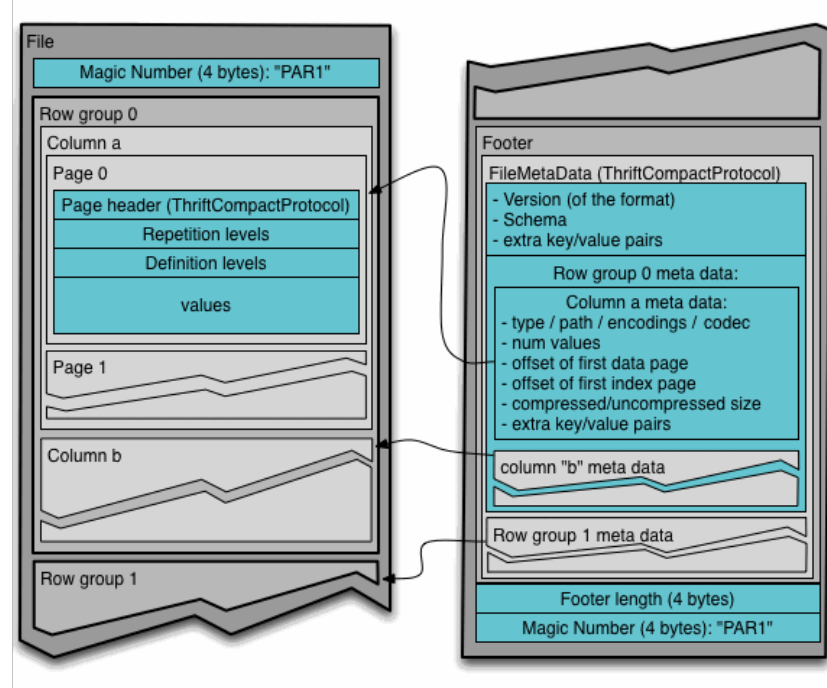 File
Magic Number (4 bytes): "PAR1"
Row group 0
Column a
Page 0
Page header (ThriftCompactProtocol)
Repetition levels
Definition levels
values
Page 1
Column b
Row group 1
Footer
FileMetaData (ThriftCompactProtocol)
- Version (of the format)
- Schema
- extra key/value pairs
Row group 0 meta data:
Column a meta data:
- type / path / encodings / codec
- num values
- offset of first data page
- offset of first index page
- compressed/uncompressed size
- extra key/value pairs
column "b" meta data
Row group 1 meta data
Footer length (4 bytes)
Magic Number (4 bytes): "PAR1"